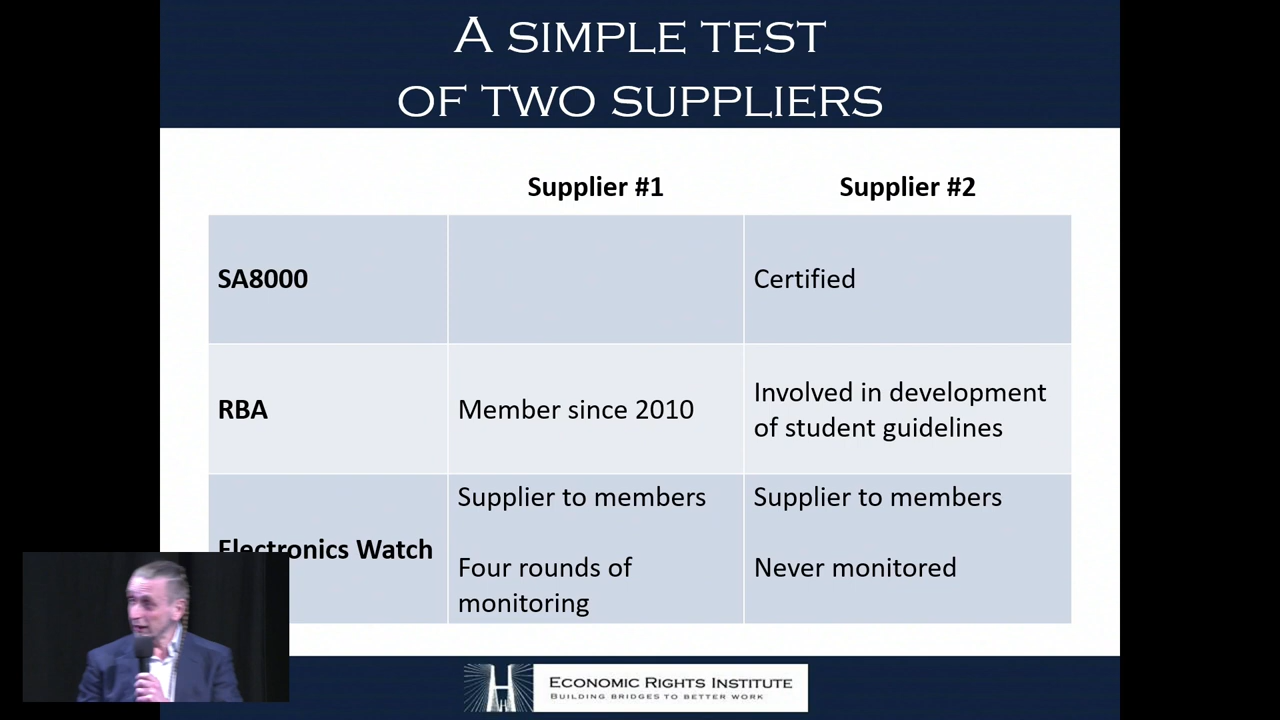 A SIMPLE TEST
OF TWO SUPPLIERS
Supplier #1
Supplier #2
SA8000
Certified
RBA
Member since 2010
Involved in development
of student guidelines
Electronics Watch
Supplier to members
Four rounds of
monitoring
Supplier to members
Never monitored
ECONOMIC RIGHTS INSTITUTE
BUILDING BRIDGES TO BETTER WORK